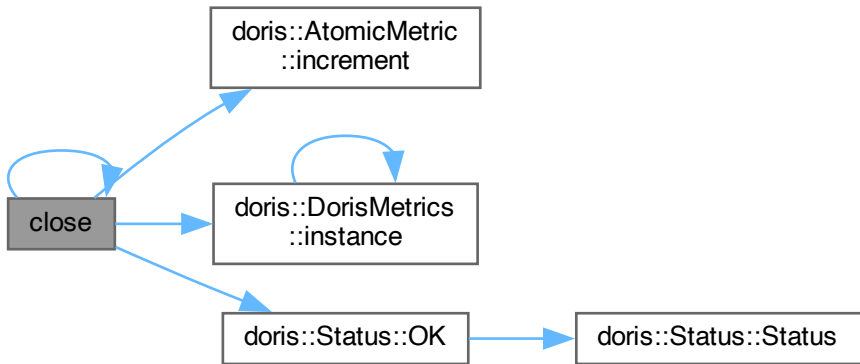 doris::AtomicMetric
::increment
close
doris::DorisMetrics
::instance
doris::Status::OK
doris::Status::Status